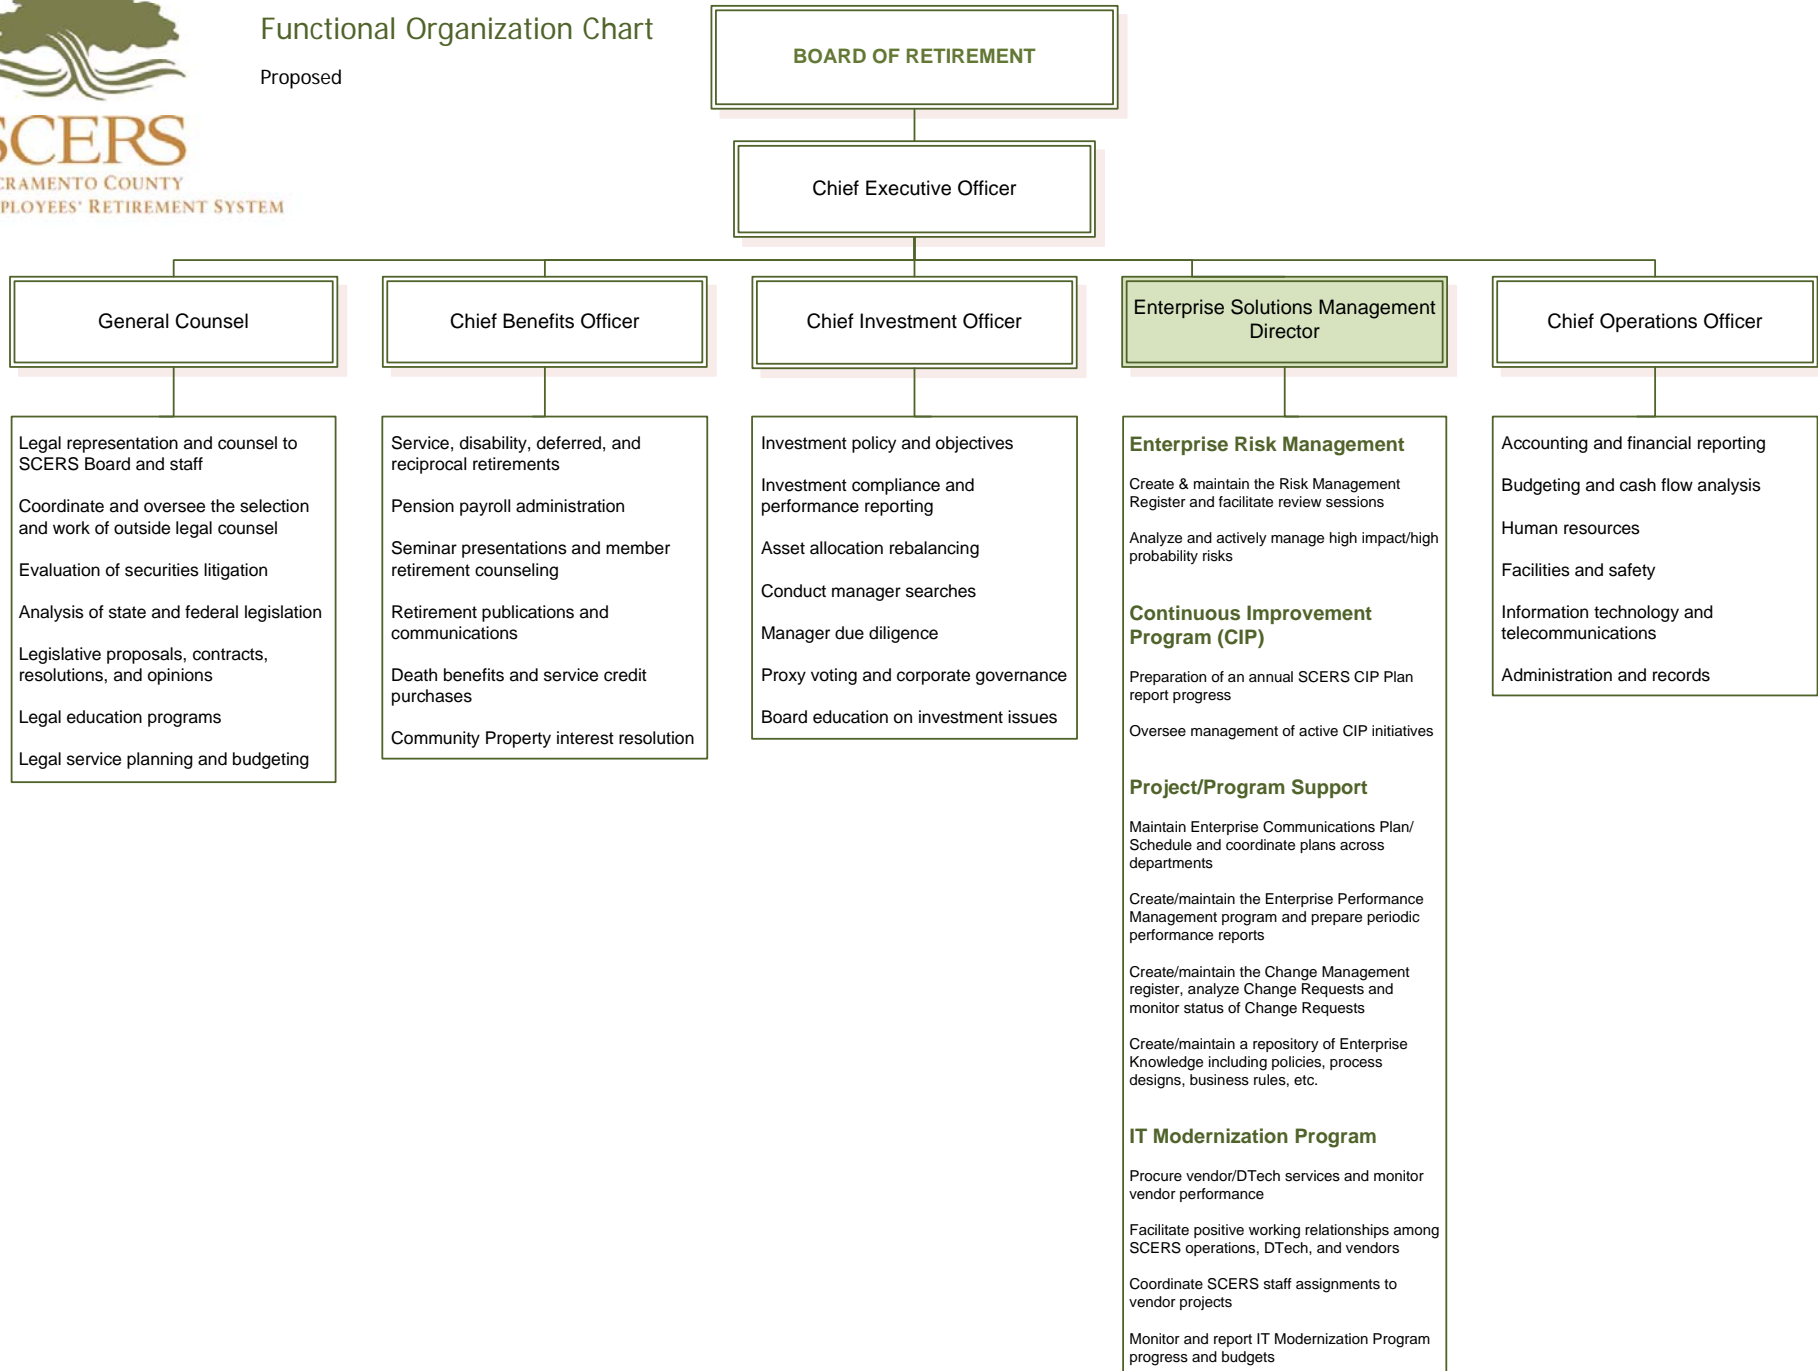 Functional Organization Chart
Proposed
SCERS
SACRAMENTO COUNTY
EMPLOYEES' RETIREMENT SYSTEM
BOARD OF RETIREMENT
Chief Executive Officer
General Counsel
Legal representation and counsel to
SCERS Board and staff
Coordinate and oversee the selection
and work of outside legal counsel
Evaluation of securities litigation
Analysis of state and federal legislation
Legislative proposals, contracts,
resolutions, and opinions
Legal education programs
Legal service planning and budgeting
Chief Benefits Officer
Service, disability, deferred, and
reciprocal retirements
Pension payroll administration
Seminar presentations and member
retirement counseling
Retirement publications and
communications
Death benefits and service credit
purchases
Community Property interest resolution
Chief Investment Officer
Investment policy and objectives
Investment compliance and
performance reporting
Asset allocation rebalancing
Conduct manager searches
Manager due diligence
Proxy voting and corporate governance
Board education on investment issues
Enterprise Solutions Management
Director
Enterprise Risk Management
Create & maintain the Risk Management
Register and facilitate review sessions
Analyze and actively manage high impact/high
probability risks
Continuous Improvement
Program (CIP)
Preparation of an annual SCERS CIP Plan
report progress
Oversee management of active CIP initiatives
Project/Program Support
Maintain Enterprise Communications Plan/
Schedule and coordinate plans across
departments
Create/maintain the Enterprise Performance
Management program and prepare periodic
performance reports
Create/maintain the Change Management
register, analyze Change Requests and
monitor status of Change Requests
Create/maintain a repository of Enterprise
Knowledge including policies, process
designs, business rules, etc.
IT Modernization Program
Procure vendor/DTech services and monitor
vendor performance
Facilitate positive working relationships among
SCERS operations, DTech, and vendors
Coordinate SCERS staff assignments to
vendor projects
Monitor and report IT Modernization Program
progress and budgets
Chief Operations Officer
Accounting and financial reporting
Budgeting and cash flow analysis
Human resources
Facilities and safety
Information technology and
telecommunications
Administration and records